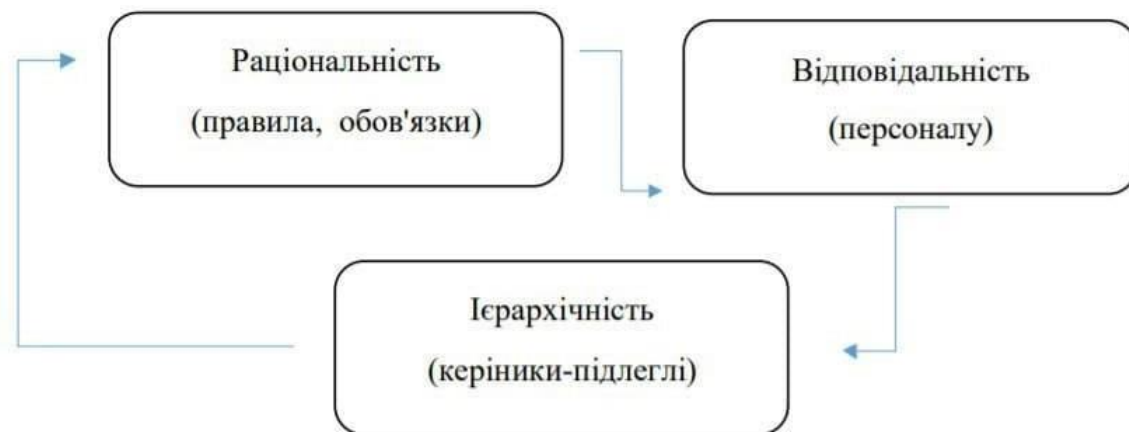 Раціональність
(правила, обов'язки)
Відповідальність
(персоналу)
Ієрархічність
(керіники-підлеглі)